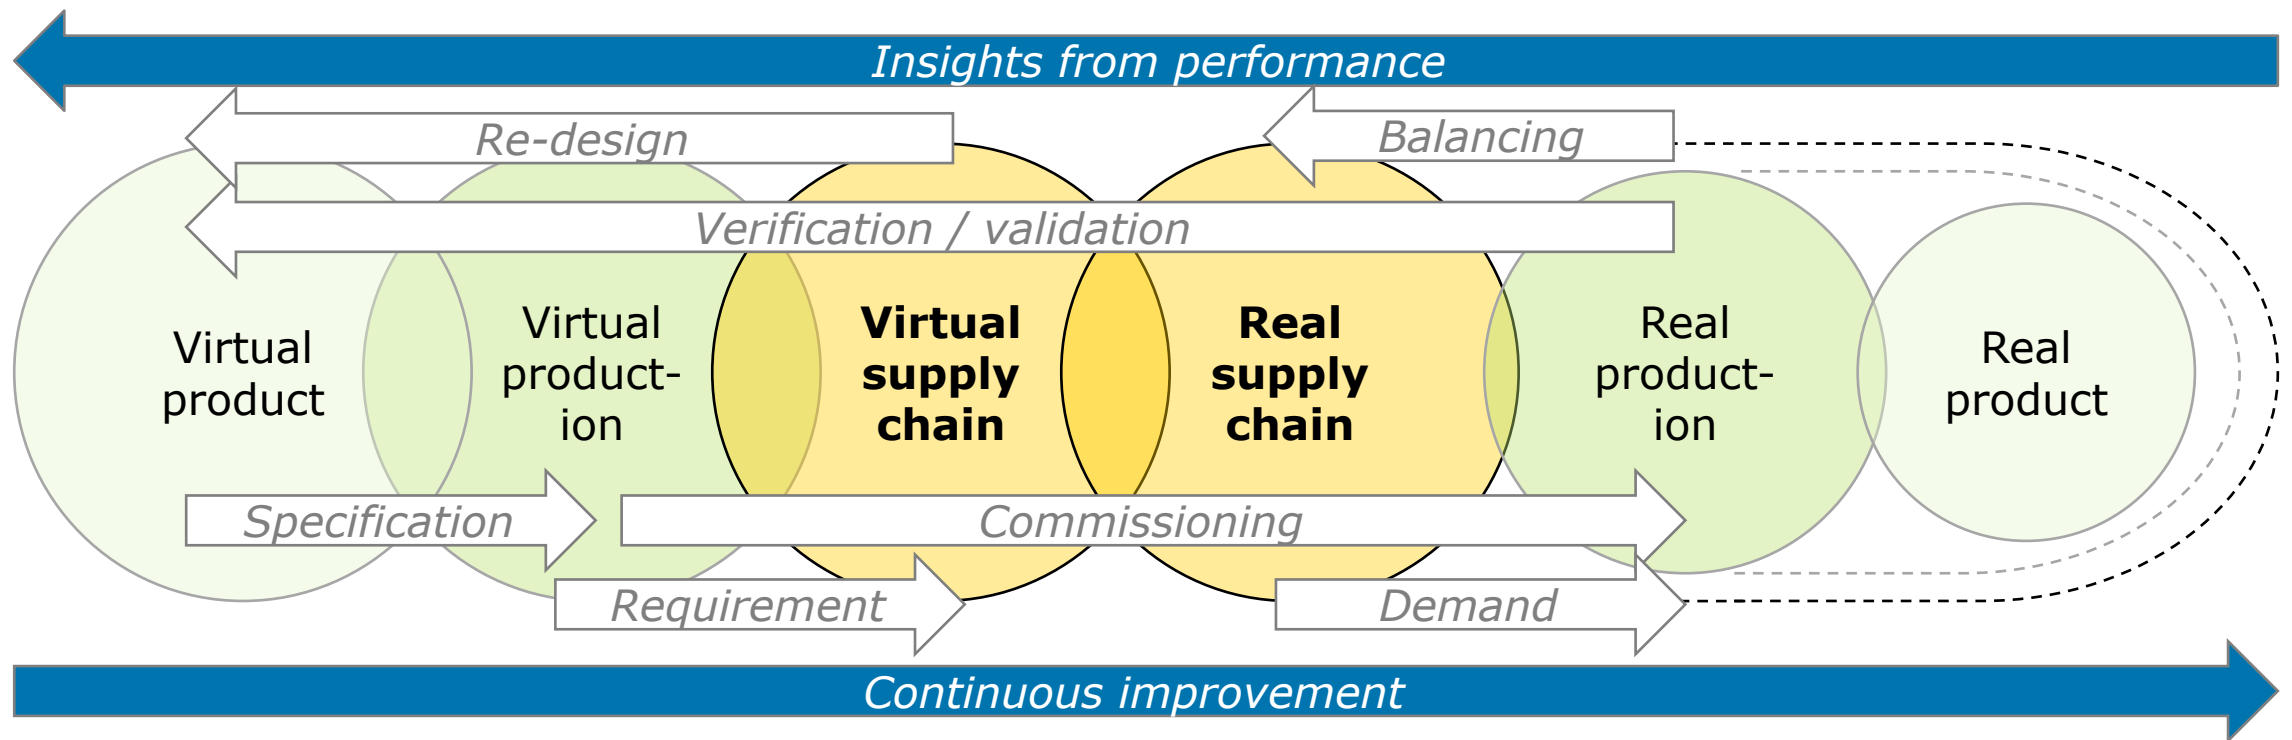 Insights from performance
Re-design
Balancing
Verification / validation
Virtual
product
Virtual
product-
ion
Virtual
supply
chain
Real
supply
chain
Real
product-
ion
Real
product
Specification
Commissioning
Requirement
Demand
Continuous improvement